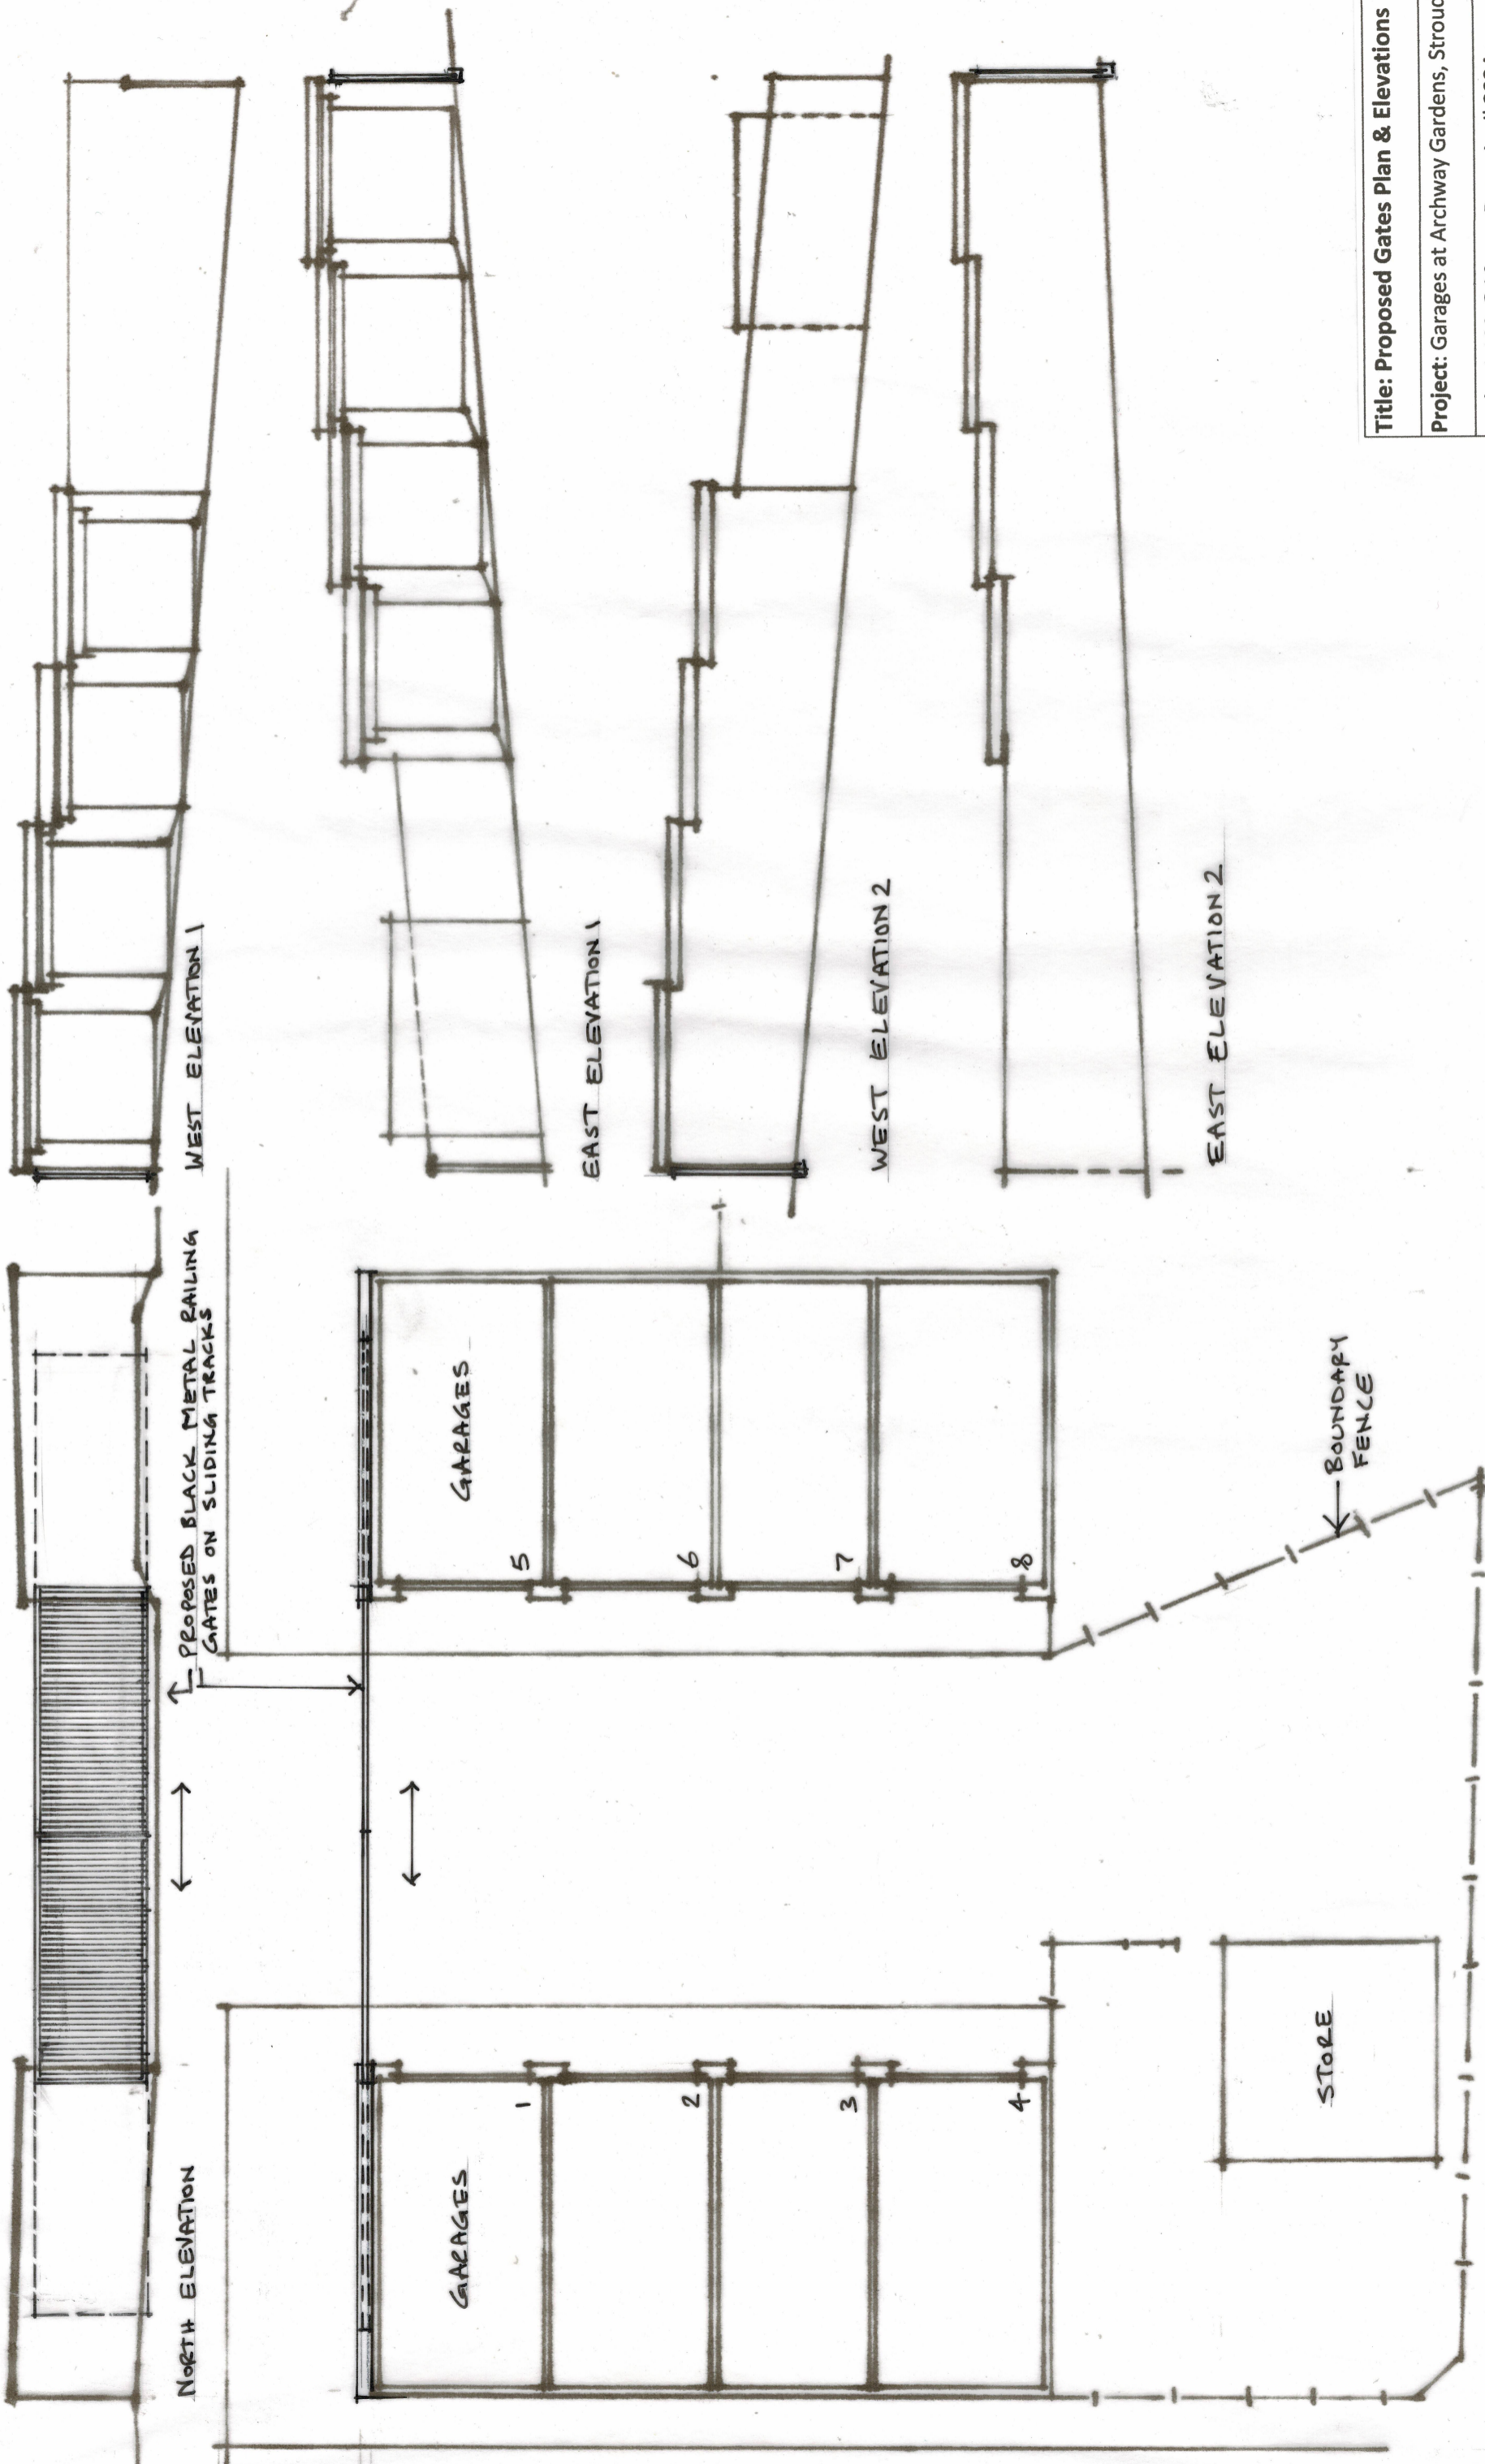 NORTH ELEVATION
PROPOSED BLACK METAL RAILING
GATES ON SLIDING TRACKS
WEST ELEVATION 1
EAST ELEVATION 1
WEST ELEVATION 2
EAST ELEVATION 2
GARAGES
1
2
3
4
GARAGES
5
6
7
8
STORE
BOUNDARY
FENCE
Title: Proposed Gates Plan & Elevations
Project: Garages at Archway Gardens, Stroud